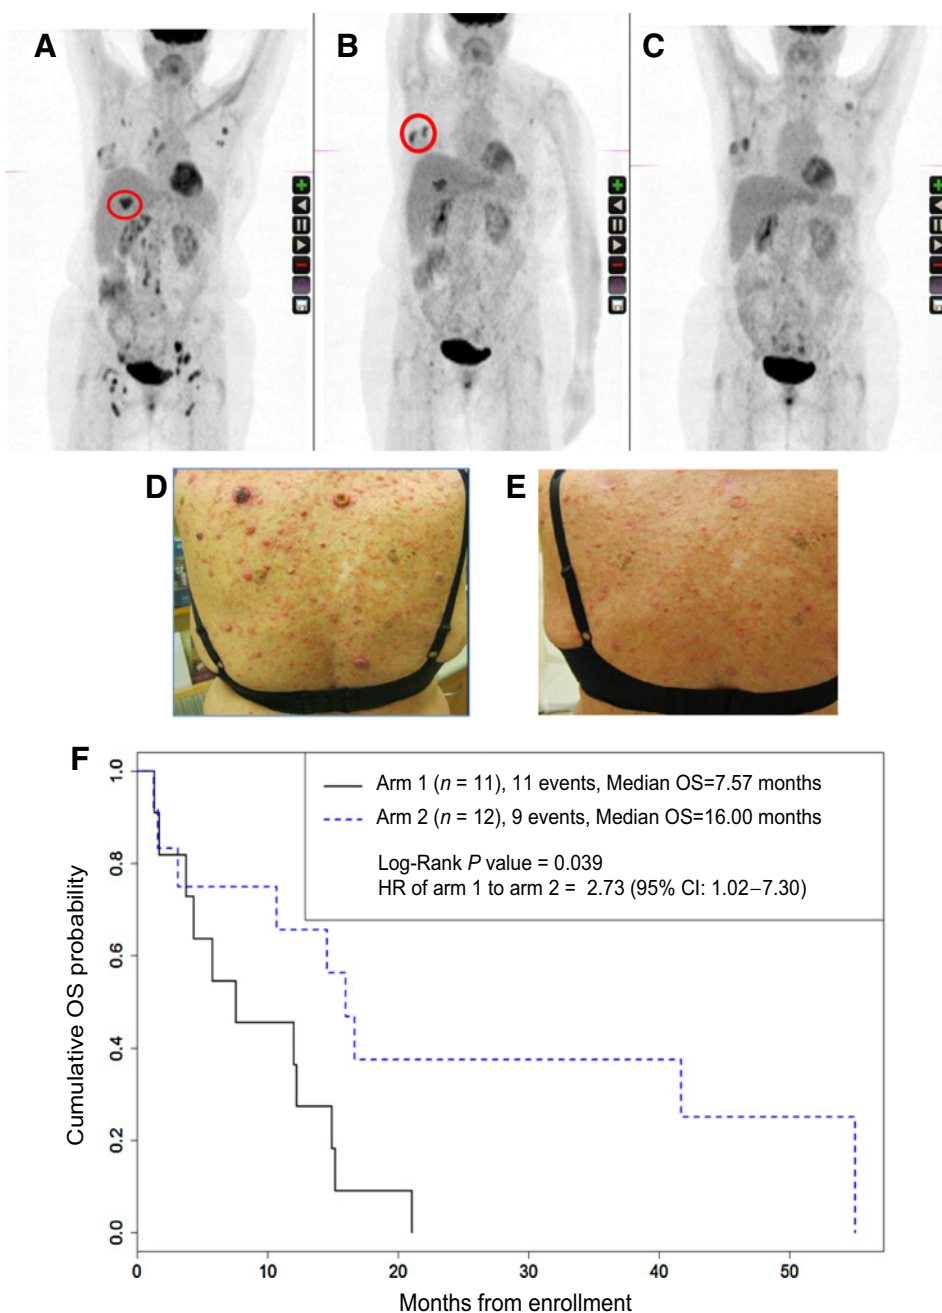 A
B
C
D
E
F
Arm 1 (n = 11), 11 events, Median OS=7.57 months
Arm 2 (n = 12), 9 events, Median OS=16.00 months
Log-Rank P value = 0.039
HR of arm 1 to arm 2 = 2.73 (95% CI: 1.02–7.30)
Cumulative OS probability
1.0
0.8
0.6
0.4
0.2
0.0
0 10 20 30 40 50
Months from enrollment